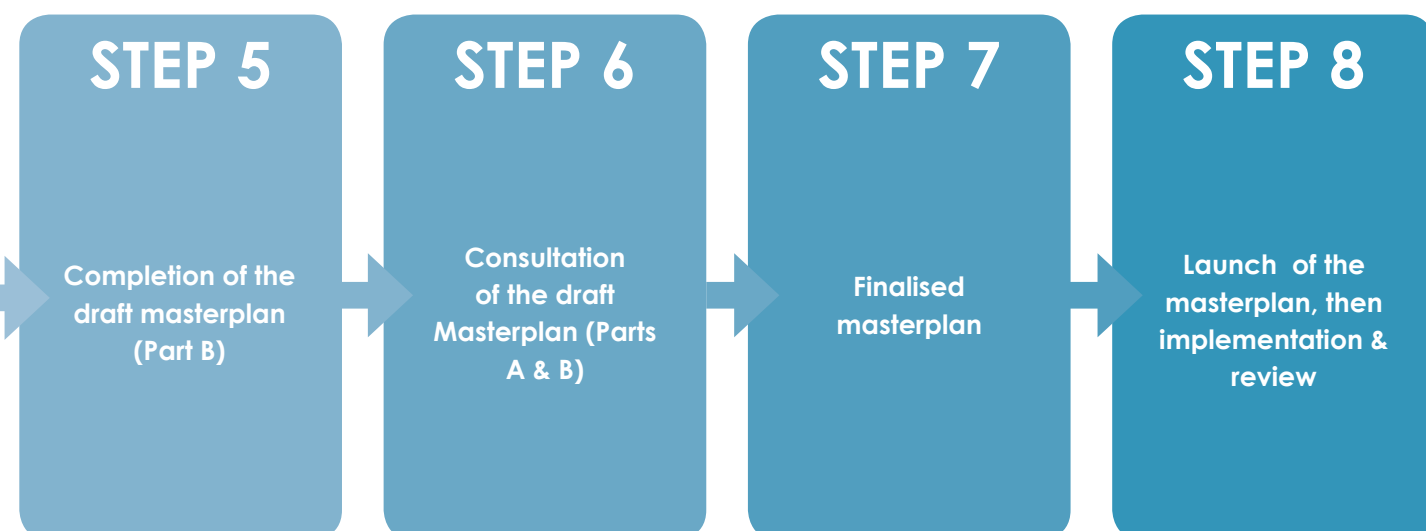 STEP 5
Completion of the
draft masterplan
(Part B)
STEP 6
Consultation
of the draft
Masterplan (Parts
A & B)
STEP 7
Finalised
masterplan
STEP 8
Launch of the
masterplan, then
implementation &
review